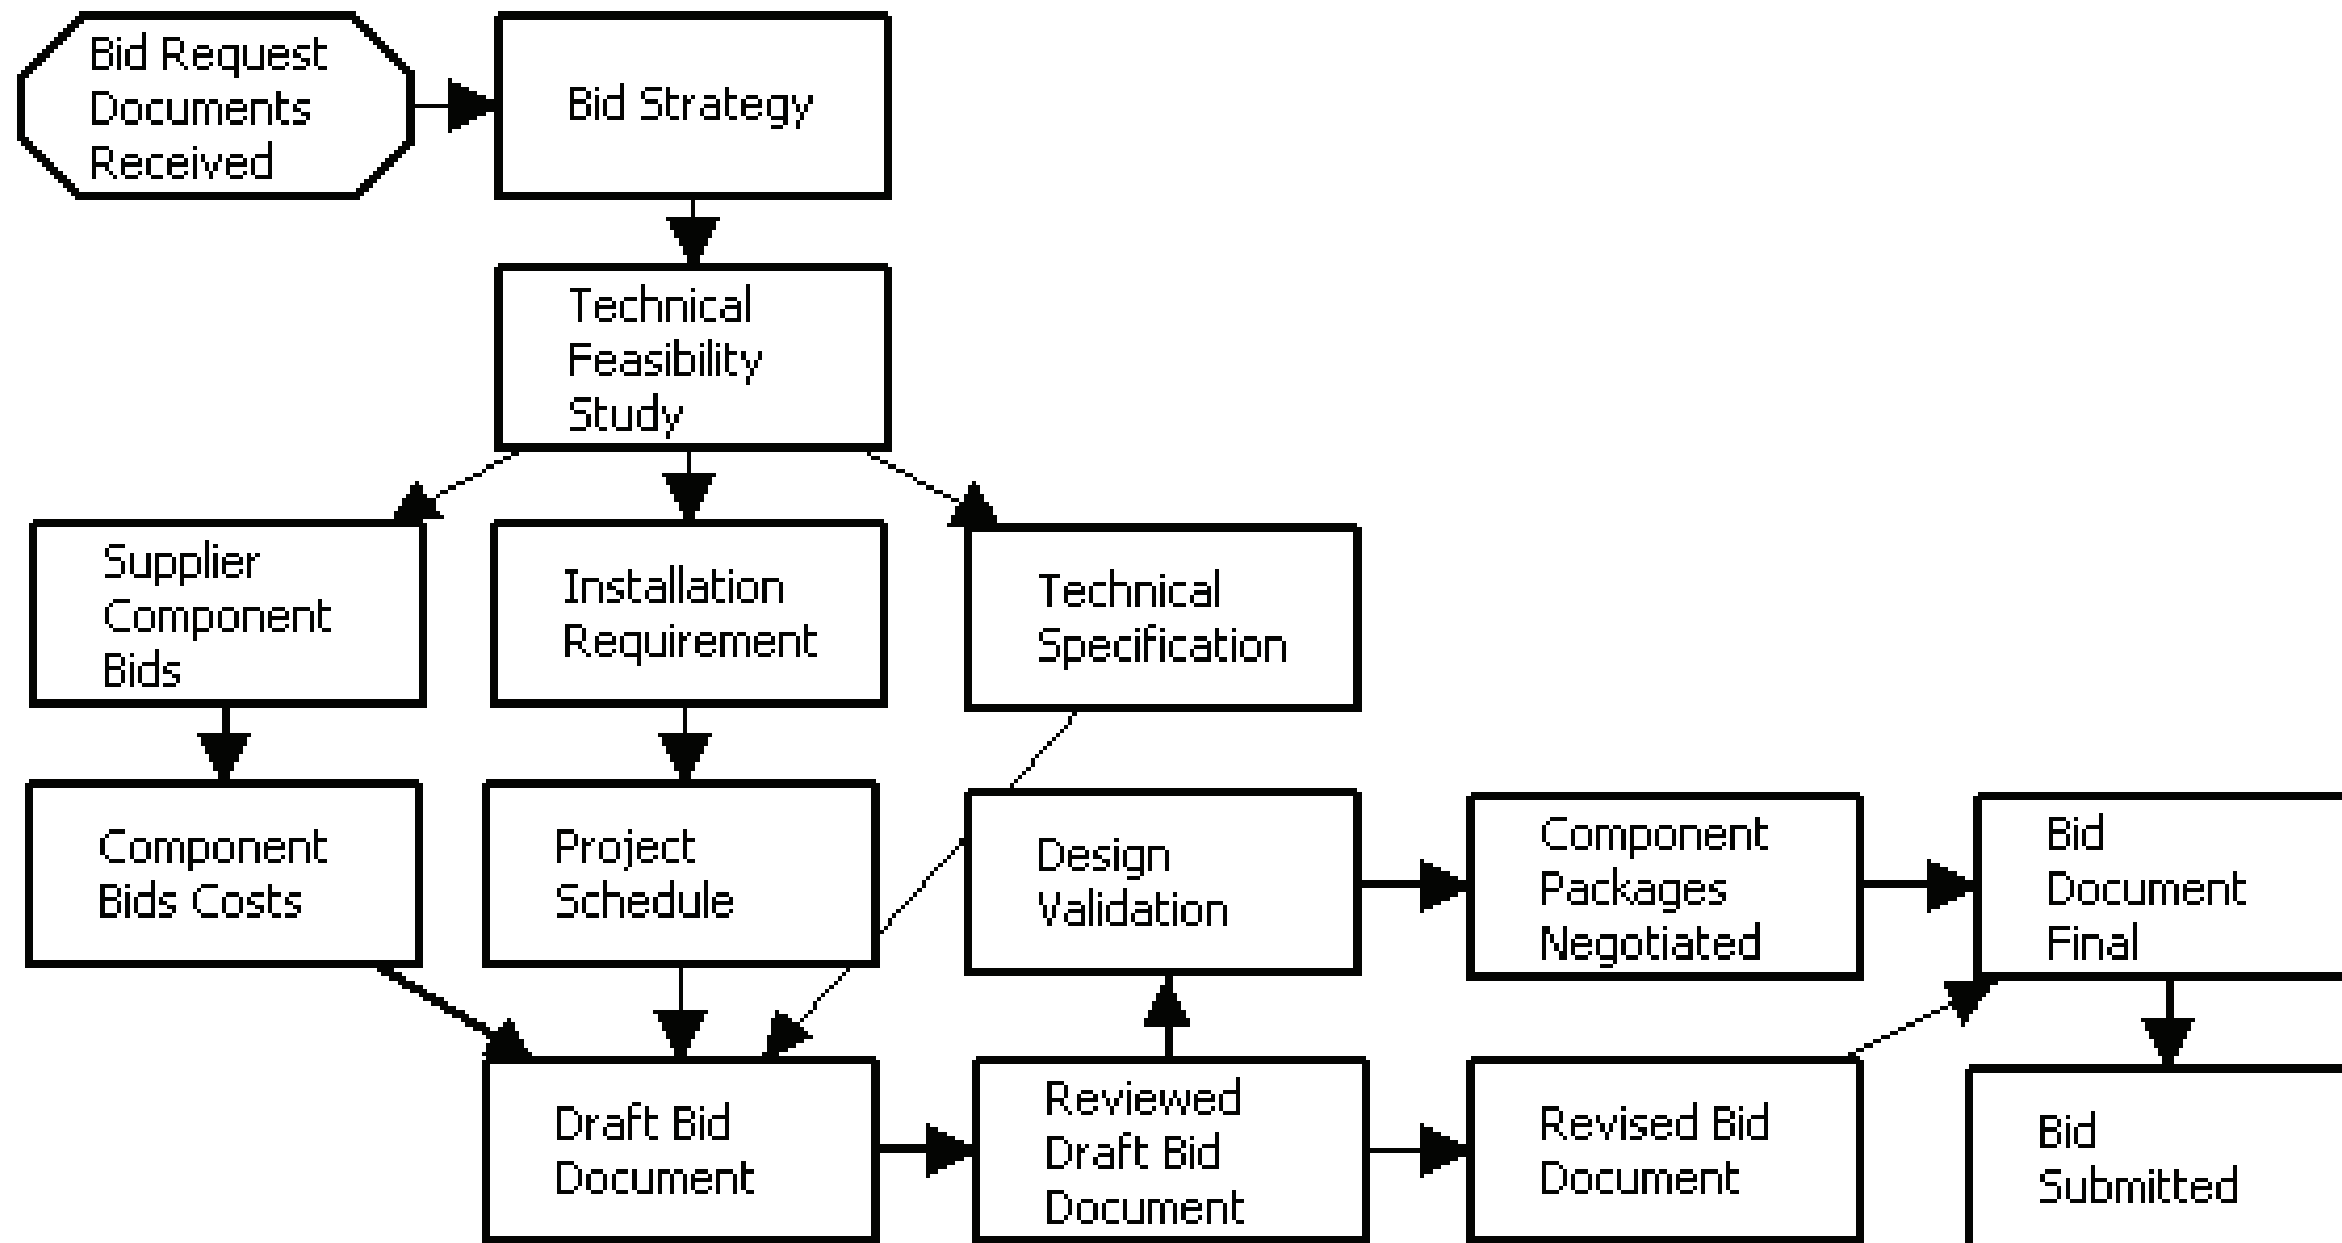 Bid Request
Documents
Received
Bid Strategy
Technical
Feasibility
Study
Supplier
Component
Bids
Installation
Requirement
Technical
Specification
Component
Bids Costs
Project
Schedule
Design
Validation
Component
Packages
Negotiated
Bid
Document
Final
Draft Bid
Document
Reviewed
Draft Bid
Document
Revised Bid
Document
Bid
Submitted